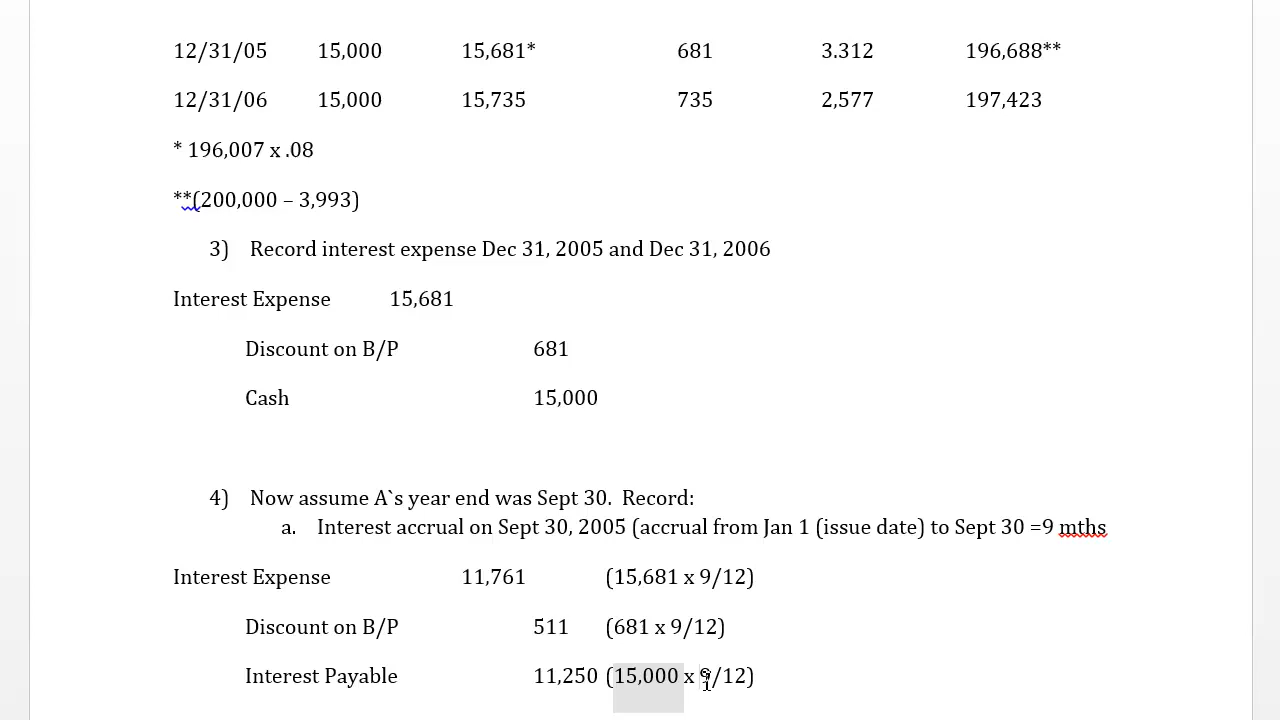 12/31/05 15,000 15,681* 681 3.312 196,688**
12/31/06 15,000 15,735 735 2,577 197,423
* 196,007 x .08
**(200,000 – 3,993)
3) Record interest expense Dec 31, 2005 and Dec 31, 2006
Interest Expense 15,681
Discount on B/P 681
Cash 15,000
4) Now assume A`s year end was Sept 30. Record:
a. Interest accrual on Sept 30, 2005 (accrual from Jan 1 (issue date) to Sept 30 =9 mths
Interest Expense 11,761 (15,681 x 9/12)
Discount on B/P 511 (681 x 9/12)
Interest Payable 11,250 (15,000 x 9/12)